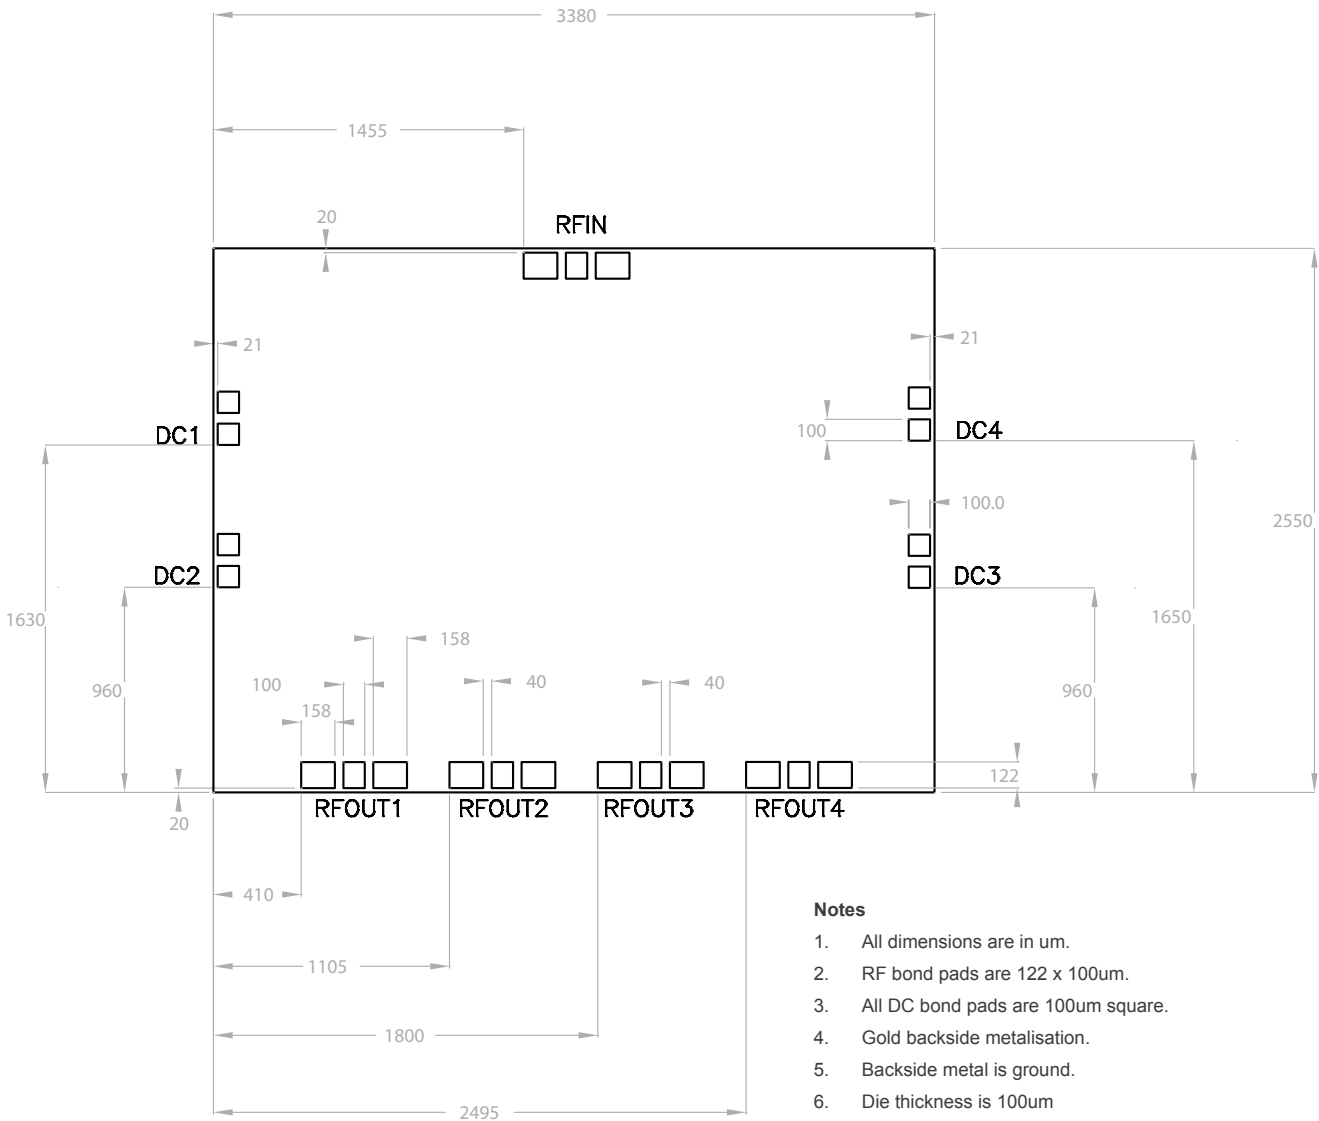 3380
1455
20
RFIN
21
21
DC1
100
DC4
100.0
2550
DC2
DC3
1630
1650
158
960
100
40
40
960
158
122
RFOUT1
RFOUT2
RFOUT3
RFOUT4
20
410
Notes
1. All dimensions are in um.
1105
2. RF bond pads are 122 x 100um.
3. All DC bond pads are 100um square.
1800
4. Gold backside metalisation.
5. Backside metal is ground.
2495
6. Die thickness is 100um